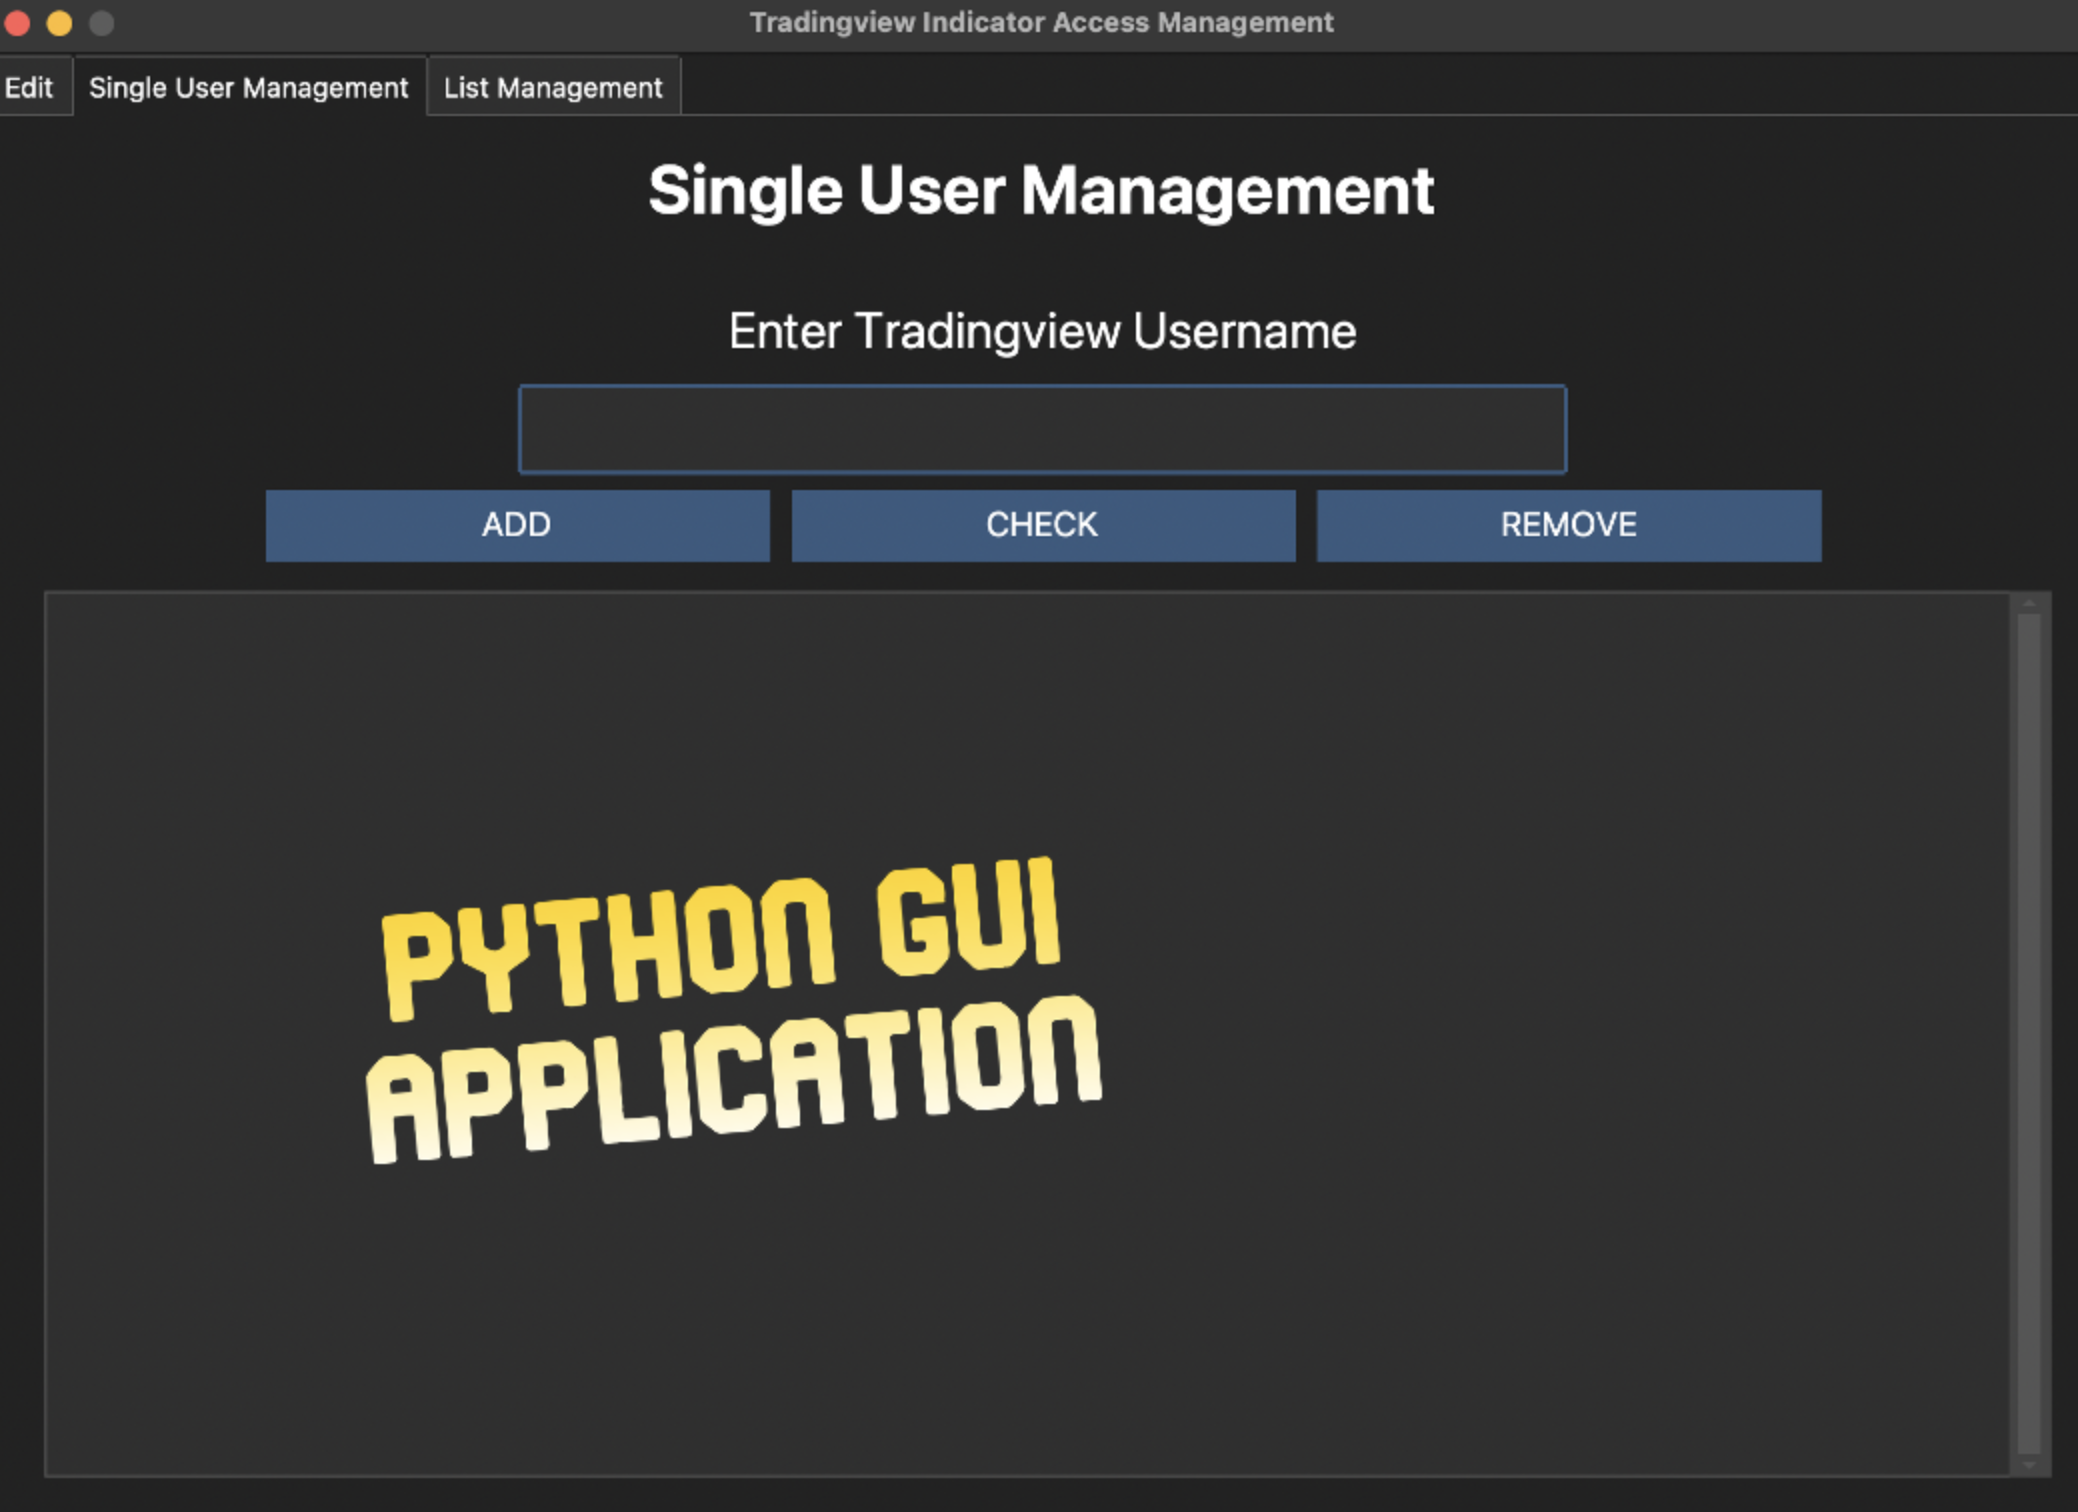 Tradingview Indicator Access Management
Edit Single User Management List Management
Single User Management
Enter Tradingview Username
ADD CHECK REMOVE
PYTHON GUI
APPLICATION